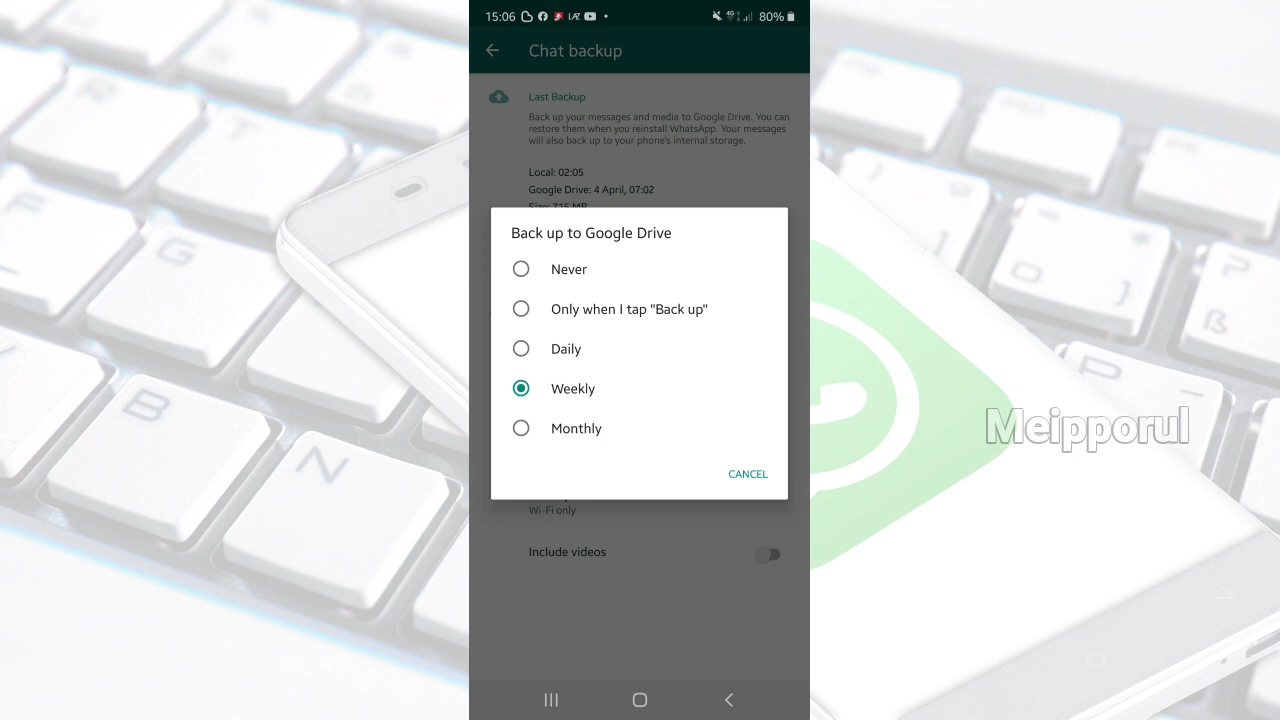 15:06
4G
80%
Chat backup
Last Backup
Back up your messages and media to Google Drive. You can
restore them when you reinstall WhatsApp. Your messages
will also back up to your phone's internal storage.
Local: 02:05
Google Drive: 4 April, 07:02
Size: 715 MB
Back up to Google Drive
Never
Only when I tap "Back up"
Daily
Weekly
Monthly
CANCEL
Wi-Fi only
Include videos
Meipporul
F
G
B
N